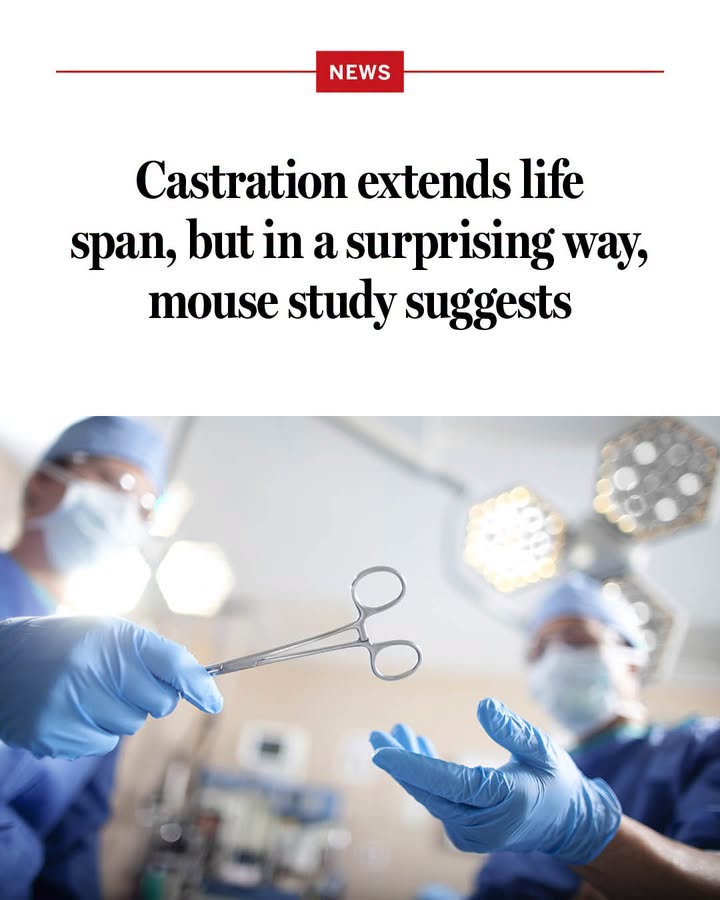 NEWS
Castration extends life
span, but in a surprising way,
mouse study suggests